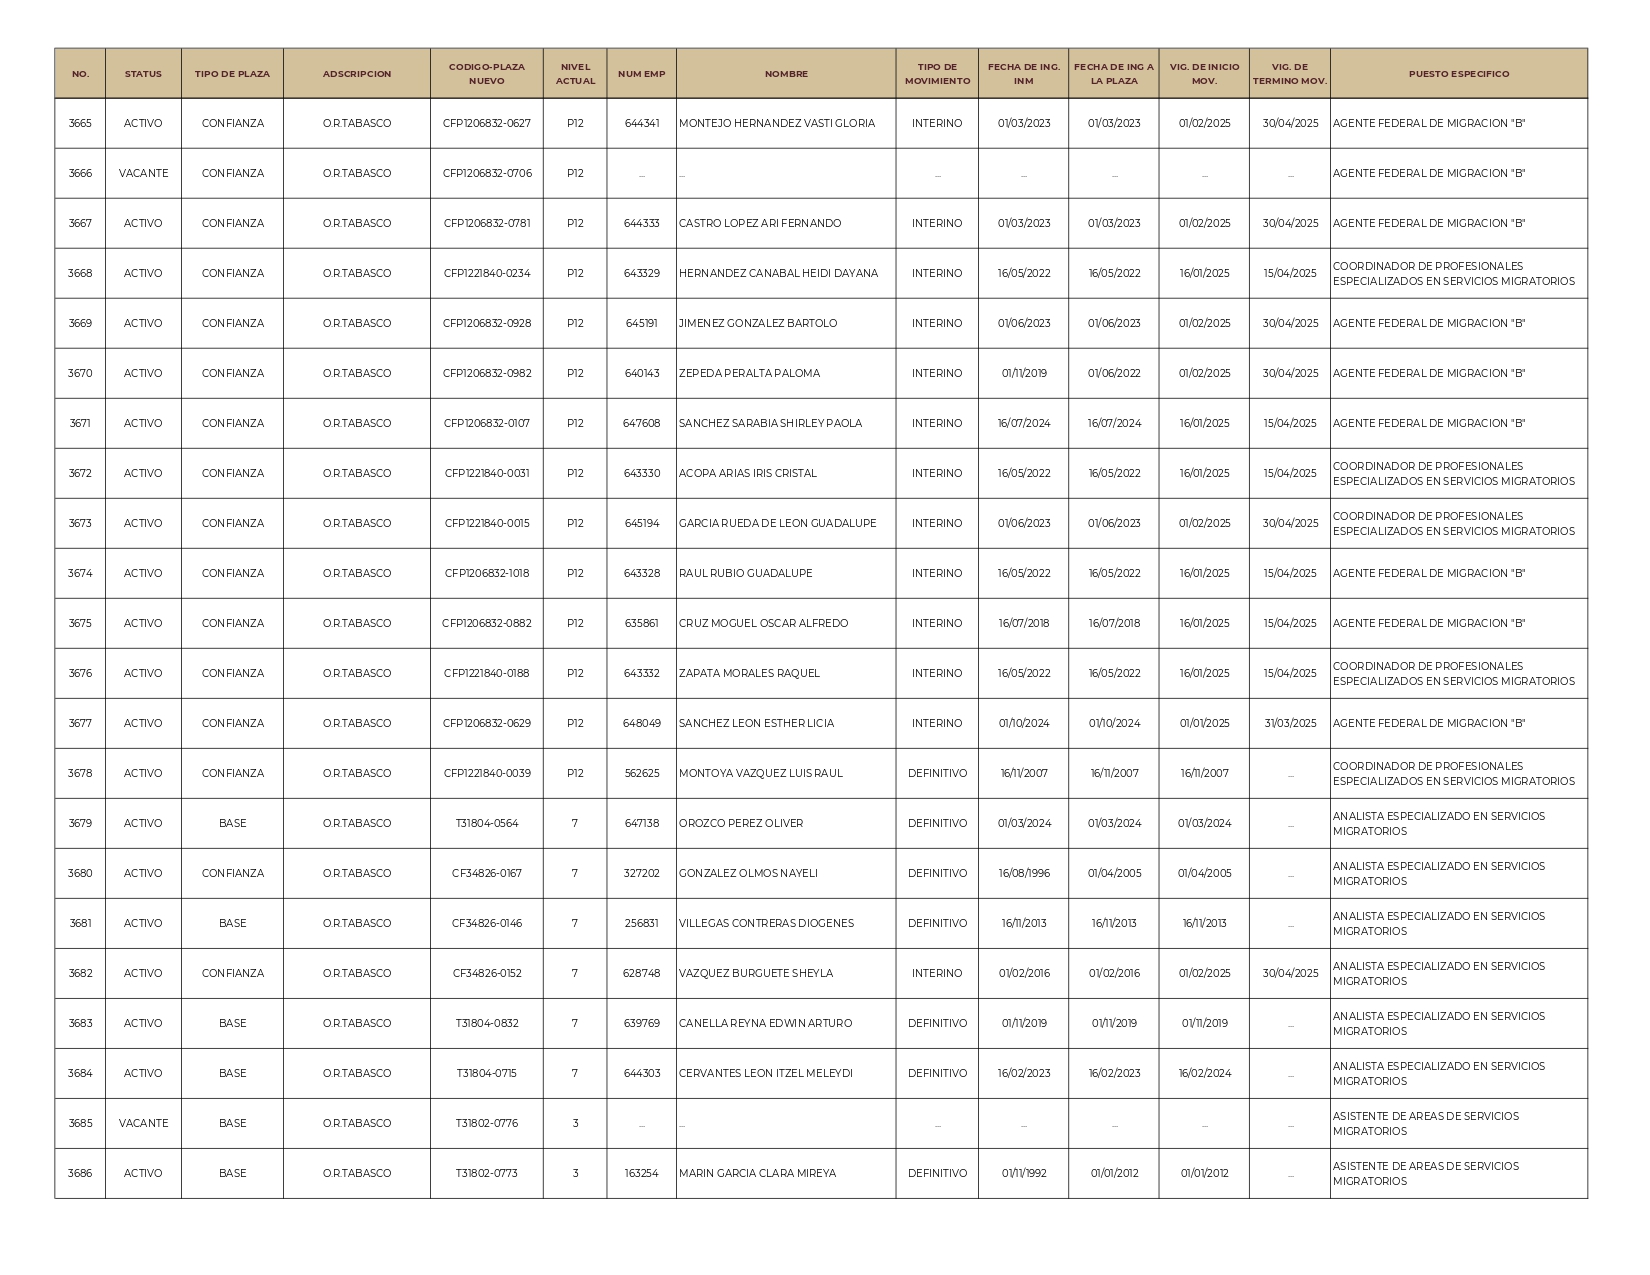 NO. STATUS TIPO DE PLAZA ADSCRIPCION CODIGO-PLAZA NUEVO NIVEL ACTUAL NUM EMP NOMBRE TIPO DE MOVIMIENTO FECHA DE ING. INM FECHA DE ING A LA PLAZA VIG. DE INICIO MOV. VIG. DE TERMINO MOV. PUESTO ESPECIFICO
3665 ACTIVO CONFIANZA O.R.TABASCO CFP1206832-0627 P12 644341 MONTEJO HERNANDEZ VASTI GLORIA INTERINO 01/03/2023 01/03/2023 01/02/2025 30/04/2025 AGENTE FEDERAL DE MIGRACION "B"
3666 VACANTE CONFIANZA O.R.TABASCO CFP1206832-0706 P12 ... ... ... ... ... ... ... AGENTE FEDERAL DE MIGRACION "B"
3667 ACTIVO CONFIANZA O.R.TABASCO CFP1206832-0781 P12 644333 CASTRO LOPEZ ARI FERNANDO INTERINO 01/03/2023 01/03/2023 01/02/2025 30/04/2025 AGENTE FEDERAL DE MIGRACION "B"
3668 ACTIVO CONFIANZA O.R.TABASCO CFP1221840-0234 P12 643329 HERNANDEZ CANABAL HEIDI DAYANA INTERINO 16/05/2022 16/05/2022 16/01/2025 15/04/2025 COORDINADOR DE PROFESIONALES ESPECIALIZADOS EN SERVICIOS MIGRATORIOS
3669 ACTIVO CONFIANZA O.R.TABASCO CFP1206832-0928 P12 645191 JIMENEZ GONZALEZ BARTOLO INTERINO 01/06/2023 01/06/2023 01/02/2025 30/04/2025 AGENTE FEDERAL DE MIGRACION "B"
3670 ACTIVO CONFIANZA O.R.TABASCO CFP1206832-0982 P12 640143 ZEPEDA PERALTA PALOMA INTERINO 01/11/2019 01/06/2022 01/02/2025 30/04/2025 AGENTE FEDERAL DE MIGRACION "B"
3671 ACTIVO CONFIANZA O.R.TABASCO CFP1206832-0107 P12 647608 SANCHEZ SARABIA SHIRLEY PAOLA INTERINO 16/07/2024 16/07/2024 16/01/2025 15/04/2025 AGENTE FEDERAL DE MIGRACION "B"
3672 ACTIVO CONFIANZA O.R.TABASCO CFP1221840-0031 P12 643330 ACOPA ARIAS IRIS CRISTAL INTERINO 16/05/2022 16/05/2022 16/01/2025 15/04/2025 COORDINADOR DE PROFESIONALES ESPECIALIZADOS EN SERVICIOS MIGRATORIOS
3673 ACTIVO CONFIANZA O.R.TABASCO CFP1221840-0015 P12 645194 GARCIA RUEDA DE LEON GUADALUPE INTERINO 01/06/2023 01/06/2023 01/02/2025 30/04/2025 COORDINADOR DE PROFESIONALES ESPECIALIZADOS EN SERVICIOS MIGRATORIOS
3674 ACTIVO CONFIANZA O.R.TABASCO CFP1206832-1018 P12 643328 RAUL RUBIO GUADALUPE INTERINO 16/05/2022 16/05/2022 16/01/2025 15/04/2025 AGENTE FEDERAL DE MIGRACION "B"
3675 ACTIVO CONFIANZA O.R.TABASCO CFP1206832-0882 P12 635861 CRUZ MOGUEL OSCAR ALFREDO INTERINO 16/07/2018 16/07/2018 16/01/2025 15/04/2025 AGENTE FEDERAL DE MIGRACION "B"
3676 ACTIVO CONFIANZA O.R.TABASCO CFP1221840-0188 P12 643332 ZAPATA MORALES RAQUEL INTERINO 16/05/2022 16/05/2022 16/01/2025 15/04/2025 COORDINADOR DE PROFESIONALES ESPECIALIZADOS EN SERVICIOS MIGRATORIOS
3677 ACTIVO CONFIANZA O.R.TABASCO CFP1206832-0629 P12 648049 SANCHEZ LEON ESTHER LICIA INTERINO 01/10/2024 01/10/2024 01/01/2025 31/03/2025 AGENTE FEDERAL DE MIGRACION "B"
3678 ACTIVO CONFIANZA O.R.TABASCO CFP1221840-0039 P12 562625 MONTOYA VAZQUEZ LUIS RAUL DEFINITIVO 16/11/2007 16/11/2007 16/11/2007 ... COORDINADOR DE PROFESIONALES ESPECIALIZADOS EN SERVICIOS MIGRATORIOS
3679 ACTIVO BASE O.R.TABASCO T31804-0564 7 647138 OROZCO PEREZ OLIVER DEFINITIVO 01/03/2024 01/03/2024 01/03/2024 ... ANALISTA ESPECIALIZADO EN SERVICIOS MIGRATORIOS
3680 ACTIVO CONFIANZA O.R.TABASCO CF34826-0167 7 327202 GONZALEZ OLMOS NAYELI DEFINITIVO 16/08/1996 01/04/2005 01/04/2005 ... ANALISTA ESPECIALIZADO EN SERVICIOS MIGRATORIOS
3681 ACTIVO BASE O.R.TABASCO CF34826-0146 7 256831 VILLEGAS CONTRERAS DIOGENES DEFINITIVO 16/11/2013 16/11/2013 16/11/2013 ... ANALISTA ESPECIALIZADO EN SERVICIOS MIGRATORIOS
3682 ACTIVO CONFIANZA O.R.TABASCO CF34826-0152 7 628748 VAZQUEZ BURGUETE SHEYLA INTERINO 01/02/2016 01/02/2016 01/02/2025 30/04/2025 ANALISTA ESPECIALIZADO EN SERVICIOS MIGRATORIOS
3683 ACTIVO BASE O.R.TABASCO T31804-0832 7 639769 CANELLA REYNA EDWIN ARTURO DEFINITIVO 01/11/2019 01/11/2019 01/11/2019 ... ANALISTA ESPECIALIZADO EN SERVICIOS MIGRATORIOS
3684 ACTIVO BASE O.R.TABASCO T31804-0715 7 644303 CERVANTES LEON ITZEL MELEYDI DEFINITIVO 16/02/2023 16/02/2023 16/02/2024 ... ANALISTA ESPECIALIZADO EN SERVICIOS MIGRATORIOS
3685 VACANTE BASE O.R.TABASCO T31802-0776 3 ... ... ... ... ... ... ... ASISTENTE DE AREAS DE SERVICIOS MIGRATORIOS
3686 ACTIVO BASE O.R.TABASCO T31802-0773 3 163254 MARIN GARCIA CLARA MIREYA DEFINITIVO 01/11/1992 01/01/2012 01/01/2012 ... ASISTENTE DE AREAS DE SERVICIOS MIGRATORIOS